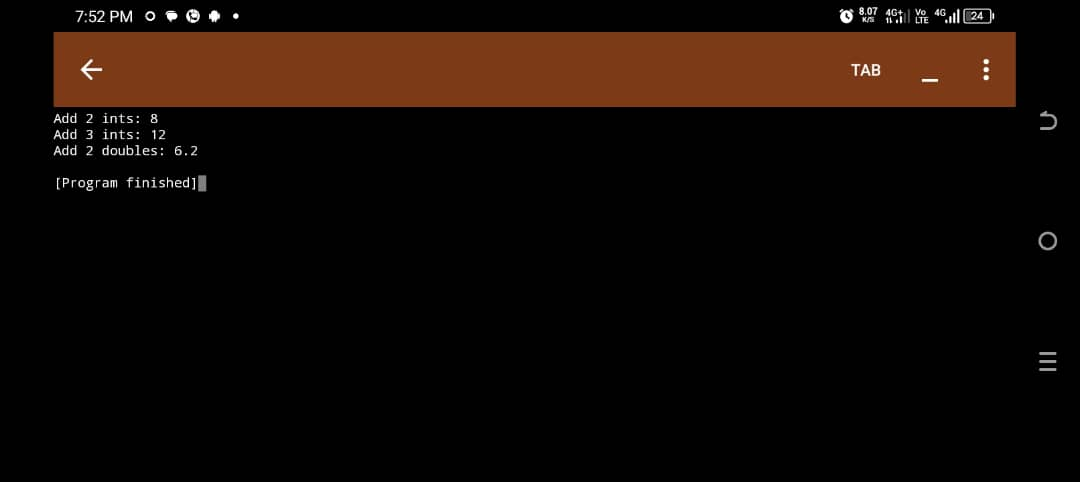 7:52 PM
8.07 K/S 4G+ Vo LTE 4G 24
TAB
Add 2 ints: 8
Add 3 ints: 12
Add 2 doubles: 6.2
[Program finished]